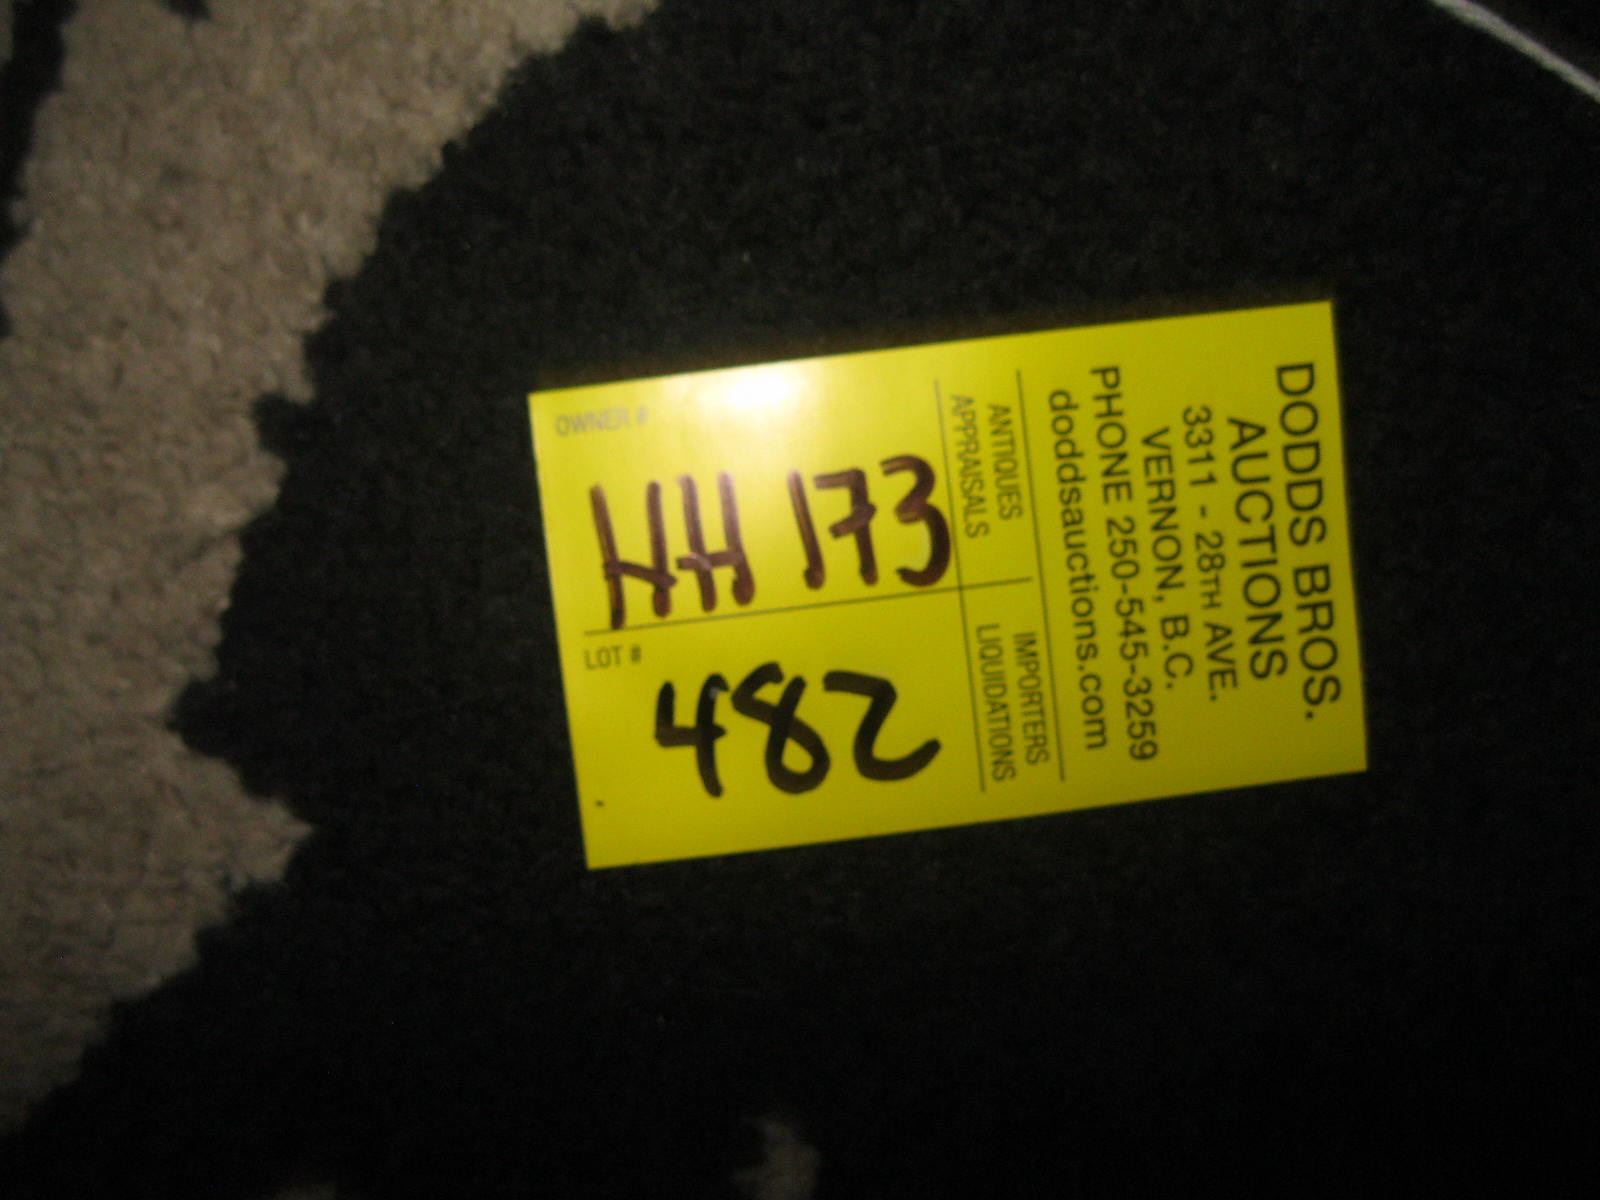 DODDS BROS.
AUCTIONS
3311 - 28TH AVE.
VERNON, B.C.
PHONE 250-545-3259
doddsauctions.com
ANTIQUES
APPRAISALS
IMPORTERS
LIQUIDATIONS
OWNER #
HH 173
LOT #
482